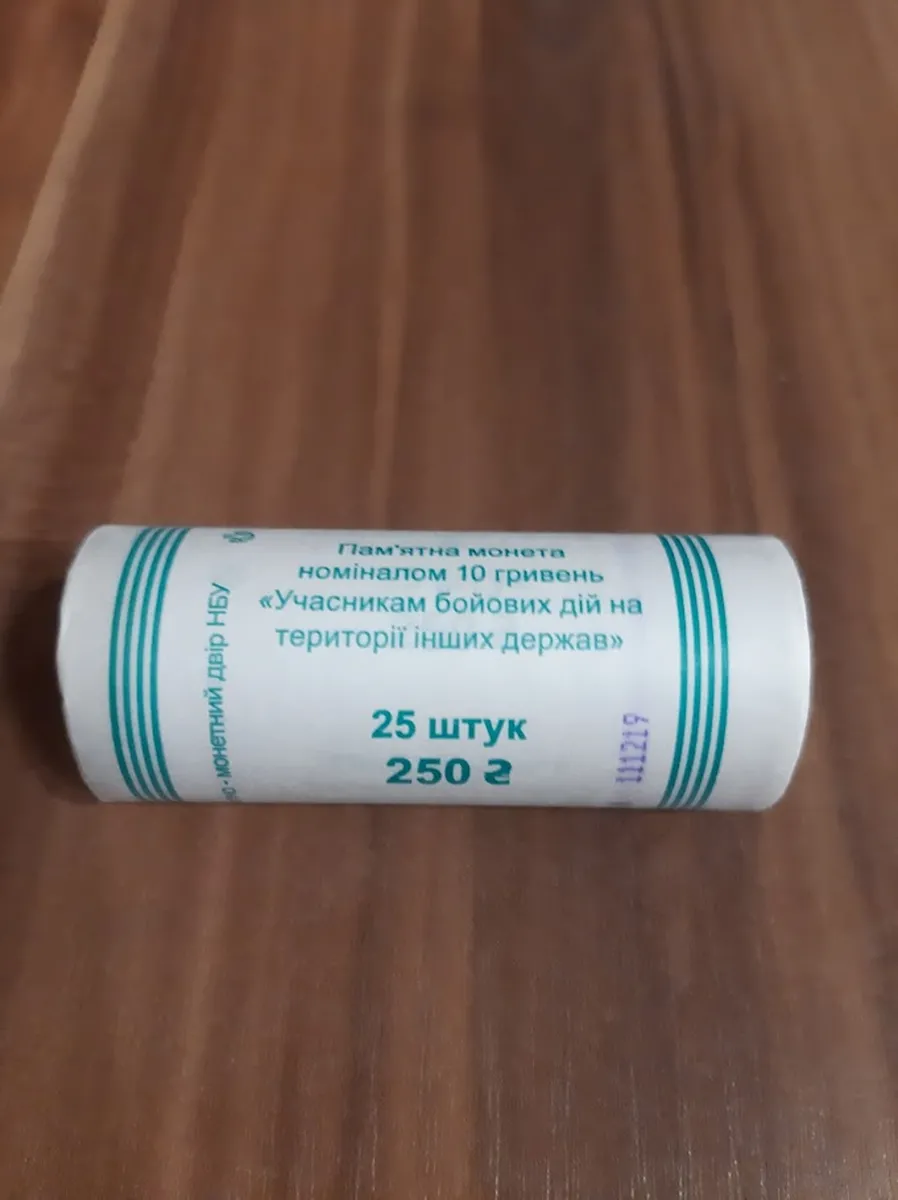 Пам'ятна монета
номіналом 10 гривень
«Учасникам бойових дій на
території інших держав»
25 штук
250 ₴
монетний двір НБУ
111219